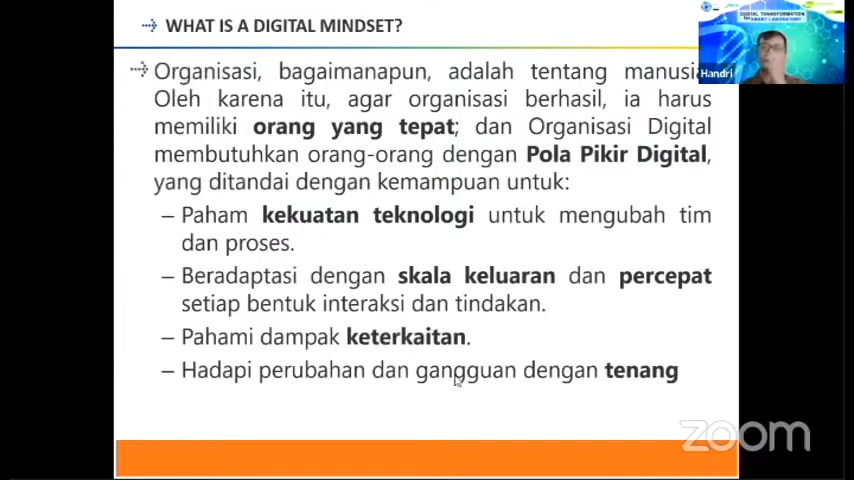 WHAT IS A DIGITAL MINDSET?
DIGITAL TRANSFORMATION
Handri
Organisasi, bagaimanapun, adalah tentang manusia
Oleh karena itu, agar organisasi berhasil, ia harus
memiliki orang yang tepat; dan Organisasi Digital
membutuhkan orang-orang dengan Pola Pikir Digital,
yang ditandai dengan kemampuan untuk:
– Paham kekuatan teknologi untuk mengubah tim
dan proses.
– Beradaptasi dengan skala keluaran dan percepat
setiap bentuk interaksi dan tindakan.
– Pahami dampak keterkaitan.
– Hadapi perubahan dan gangguan dengan tenang
zoom